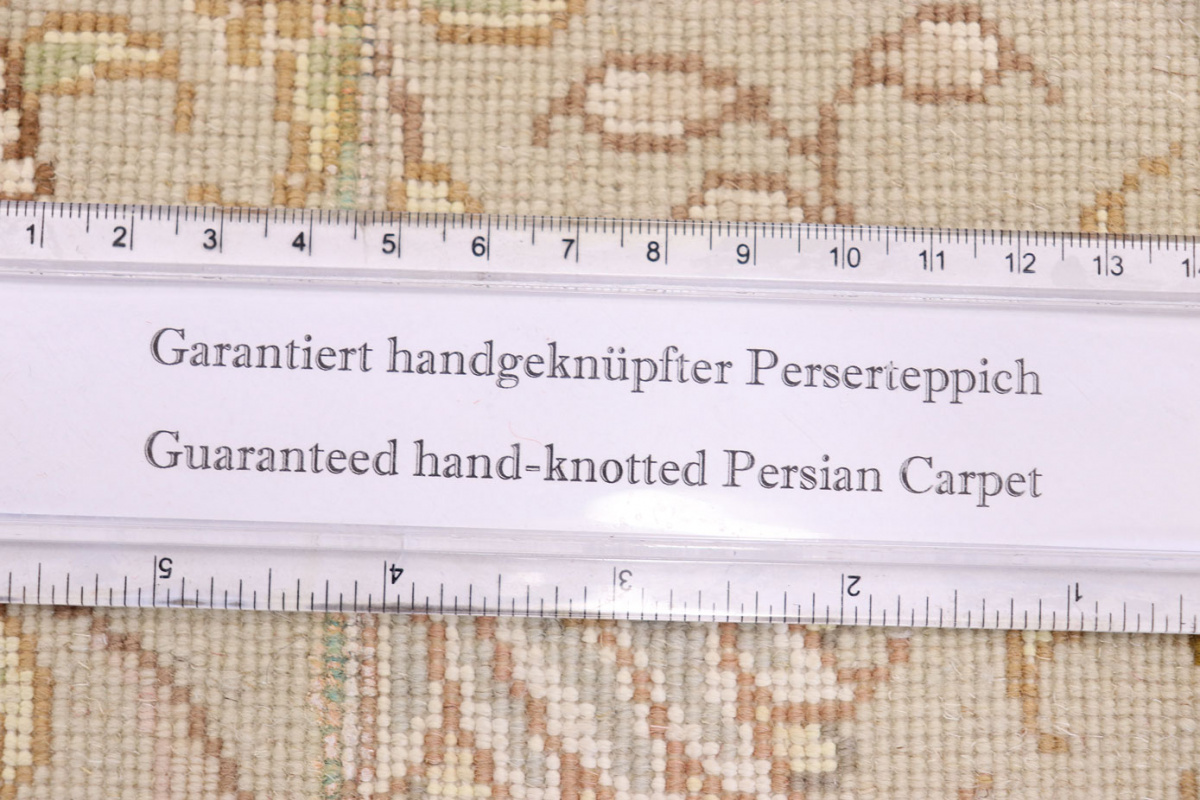 1 2 3 4 5 6 7 8 9 10 11 12 13
Garantiert handgeknüpfter Perserteppich
Guaranteed hand-knotted Persian Carpet
5 4 3 2 1